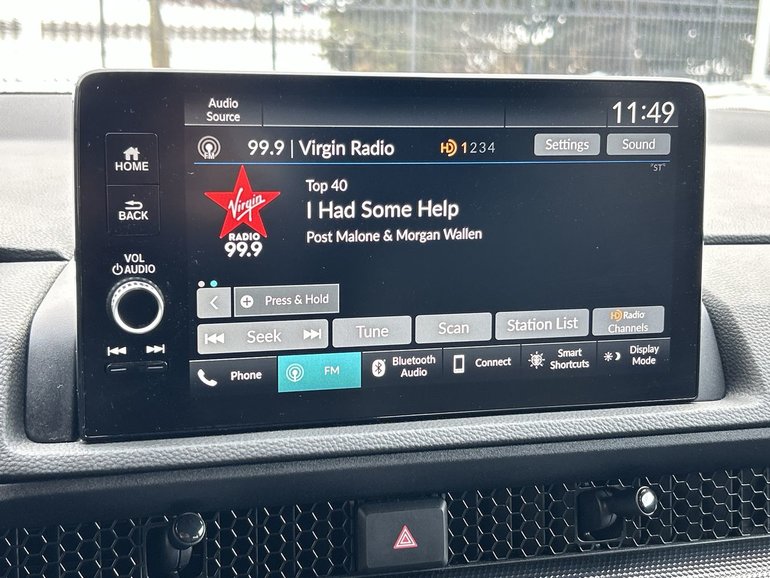 Audio
Source
11:49
99.9 | Virgin Radio
HD 1234
Settings
Sound
"ST"
HOME
BACK
VOL
AUDIO
Virgin
RADIO
99.9
Top 40
I Had Some Help
Post Malone & Morgan Wallen
Press & Hold
Seek
Tune
Scan
Station List
HD Radio
Channels
Phone
FM
Bluetooth
Audio
Connect
Smart
Shortcuts
Display
Mode